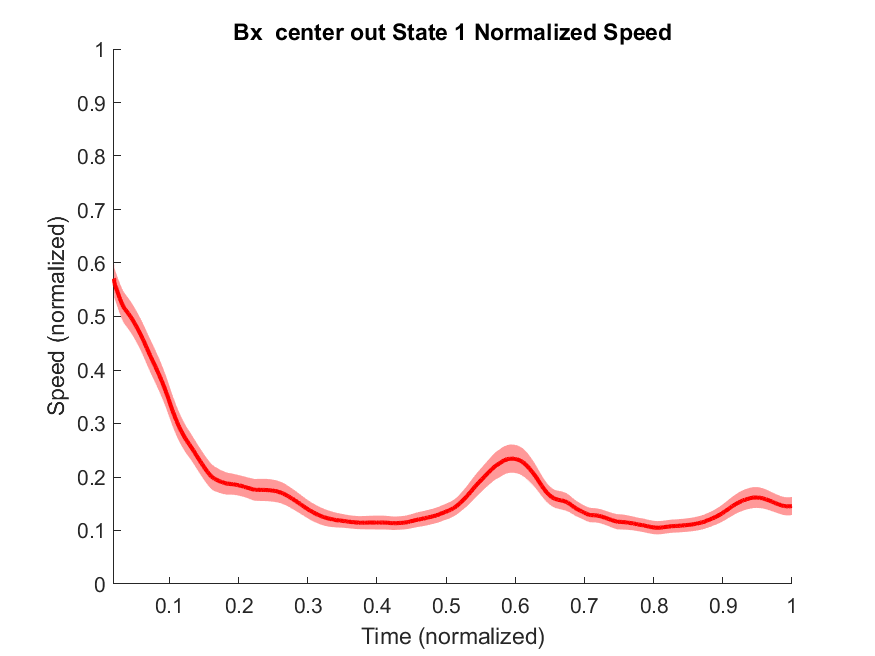 Bx  center out State 1 Normalized Speed
1
0.9
0.8
0.7
0.6
0.5
0.4
0.3
0.2
0.1
0
Speed (normalized)
0.1 0.2 0.3 0.4 0.5 0.6 0.7 0.8 0.9 1
Time (normalized)